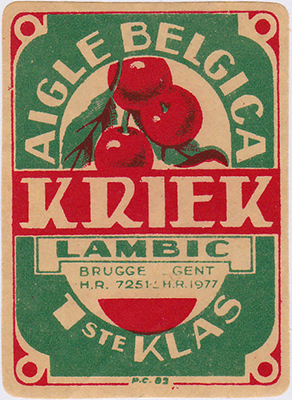 AIGLE BELGICA
KRIEK
LAMBIC
BRUGGE GENT
H.R. 7251 - H.R. 1977
1STE KLAS
P.C. 82